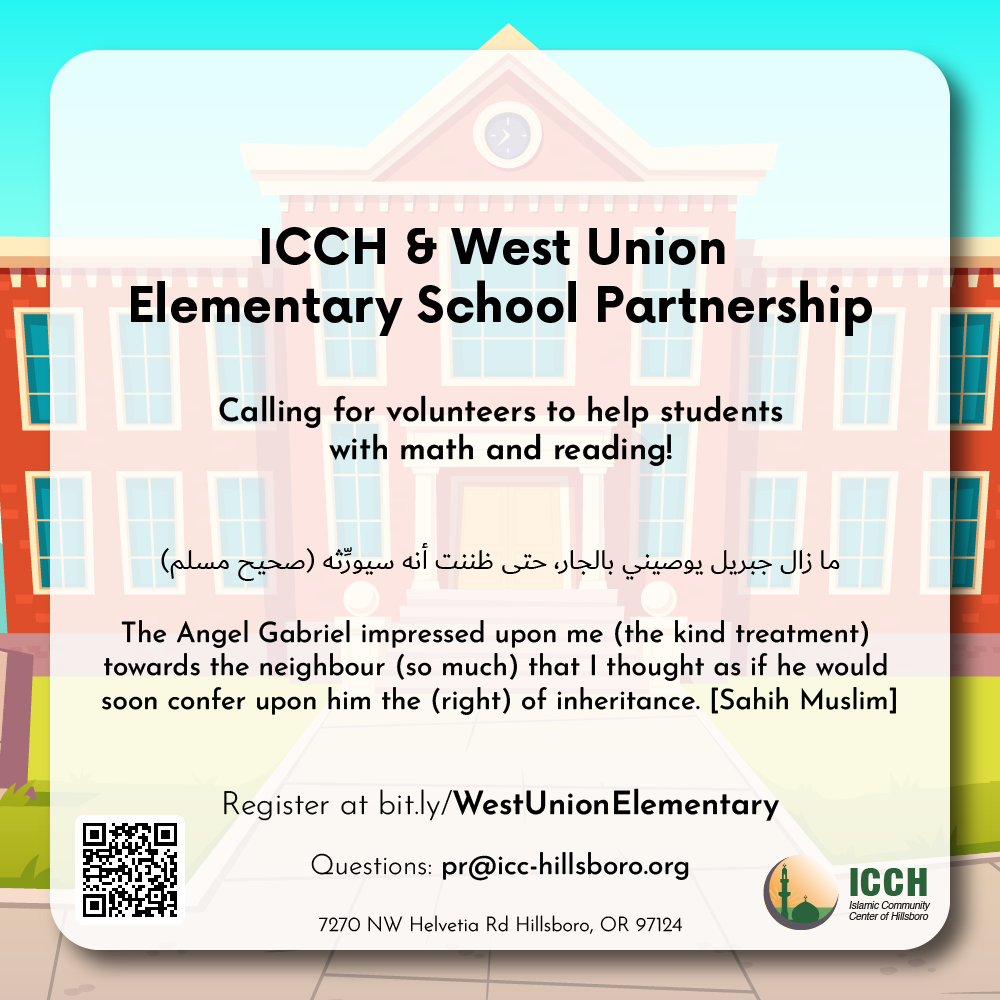 ICCH & West Union
Elementary School Partnership
Calling for volunteers to help students
with math and reading!
ما زال جبريل يوصيني بالجار، حتى ظننت أنه سيورِّثه (صحيح مسلم)
The Angel Gabriel impressed upon me (the kind treatment)
towards the neighbour (so much) that I thought as if he would
soon confer upon him the (right) of inheritance. [Sahih Muslim]
Register at bit.ly/WestUnionElementary
Questions: pr@icc-hillsboro.org
7270 NW Helvetia Rd Hillsboro, OR 97124
ICCH
Islamic Community
Center of Hillsboro